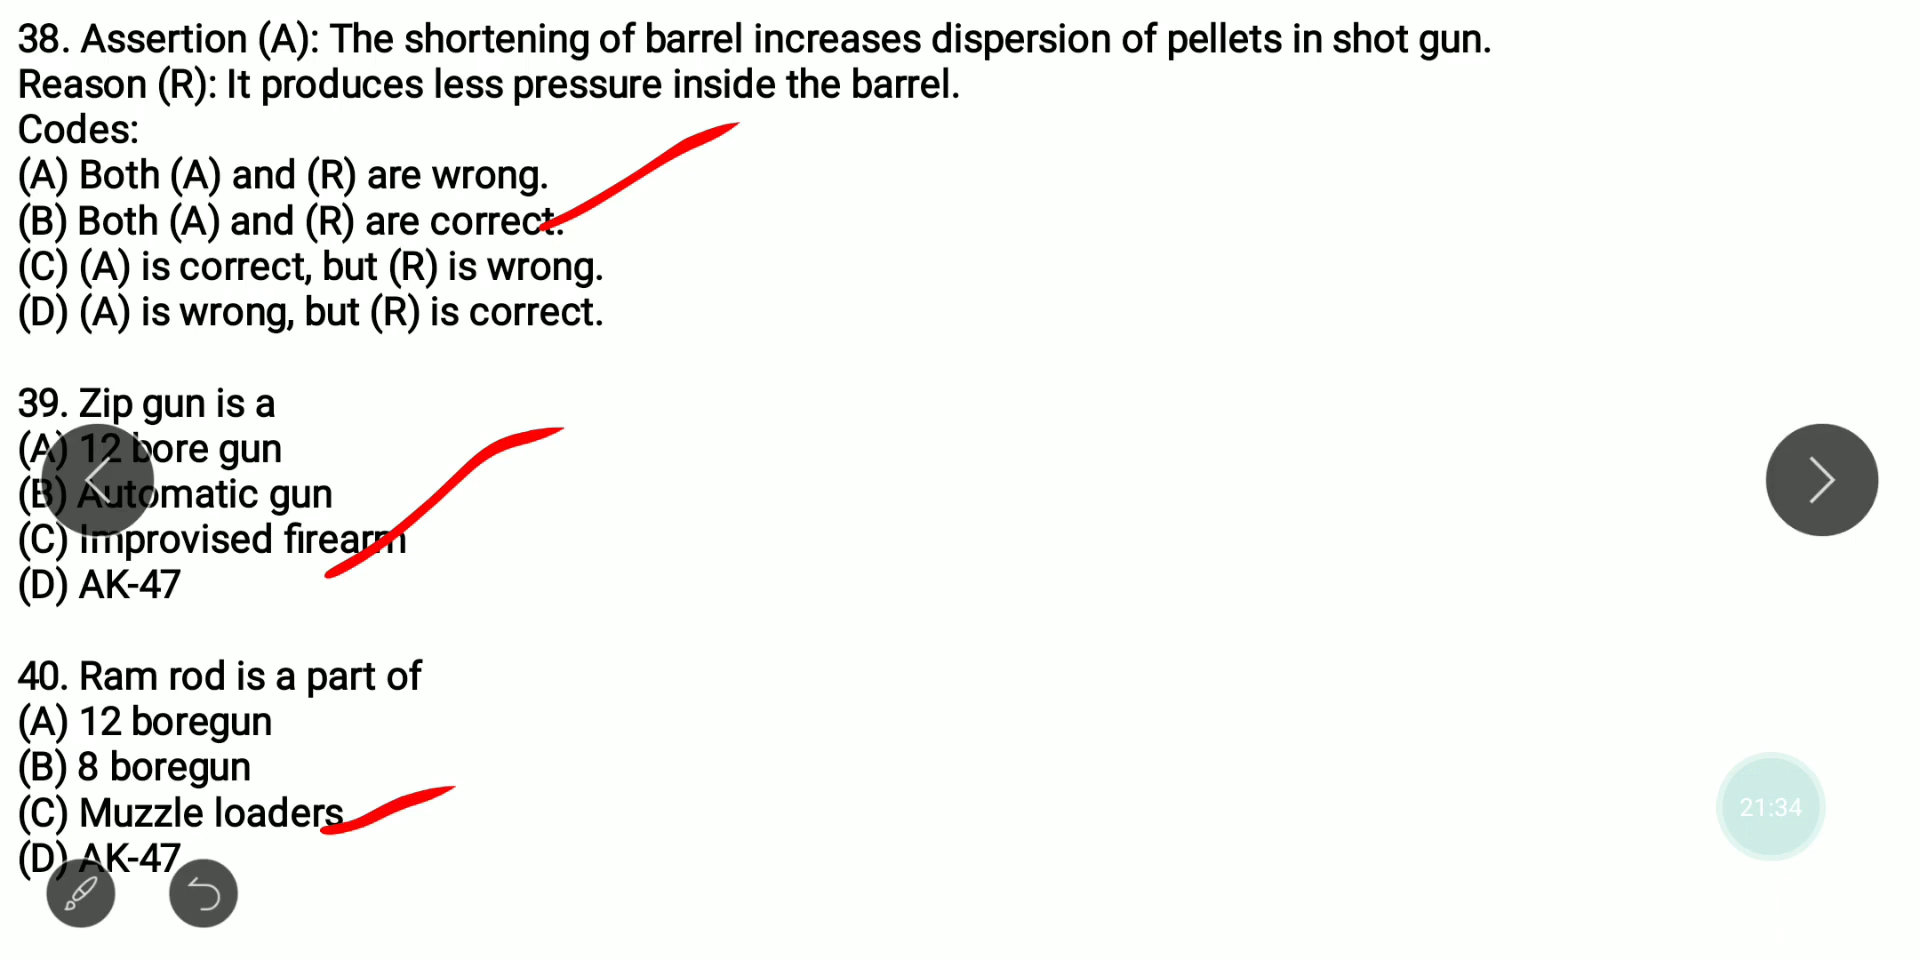 38. Assertion (A): The shortening of barrel increases dispersion of pellets in shot gun.
Reason (R): It produces less pressure inside the barrel.
Codes:
(A) Both (A) and (R) are wrong.
(B) Both (A) and (R) are correct.
(C) (A) is correct, but (R) is wrong.
(D) (A) is wrong, but (R) is correct.
39. Zip gun is a
(A) 12 bore gun
(B) Automatic gun
(C) Improvised firearm
(D) AK-47
40. Ram rod is a part of
(A) 12 boregun
(B) 8 boregun
(C) Muzzle loaders
(D) AK-47
21:34